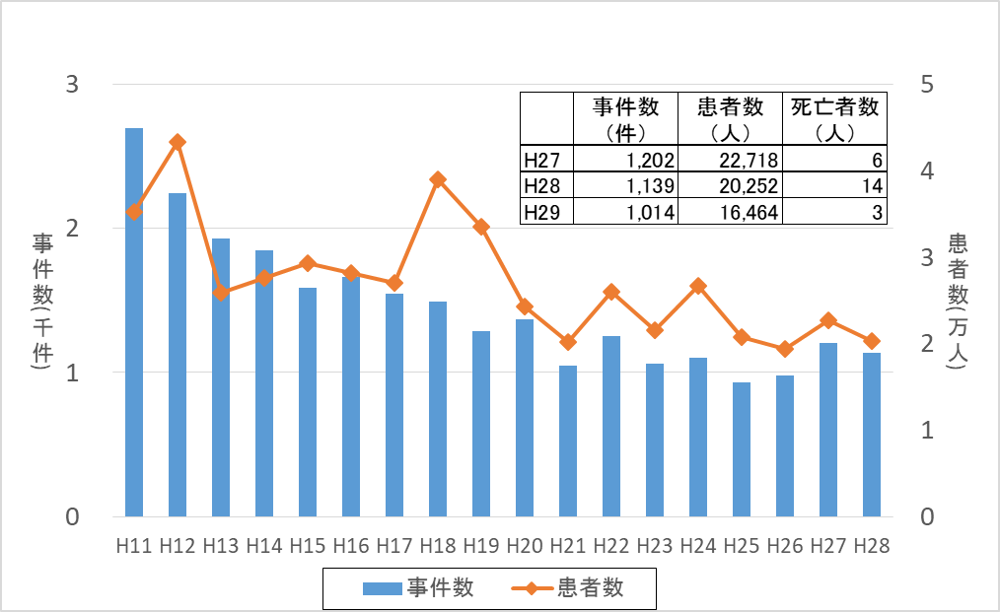 3
2
1
0
事件数(千件)
5
4
3
2
1
0
患者数(万人)
事件数 患者数 死亡者数
(件) (人) (人)
H27 1,202 22,718 6
H28 1,139 20,252 14
H29 1,014 16,464 3
H11 H12 H13 H14 H15 H16 H17 H18 H19 H20 H21 H22 H23 H24 H25 H26 H27 H28
事件数 患者数